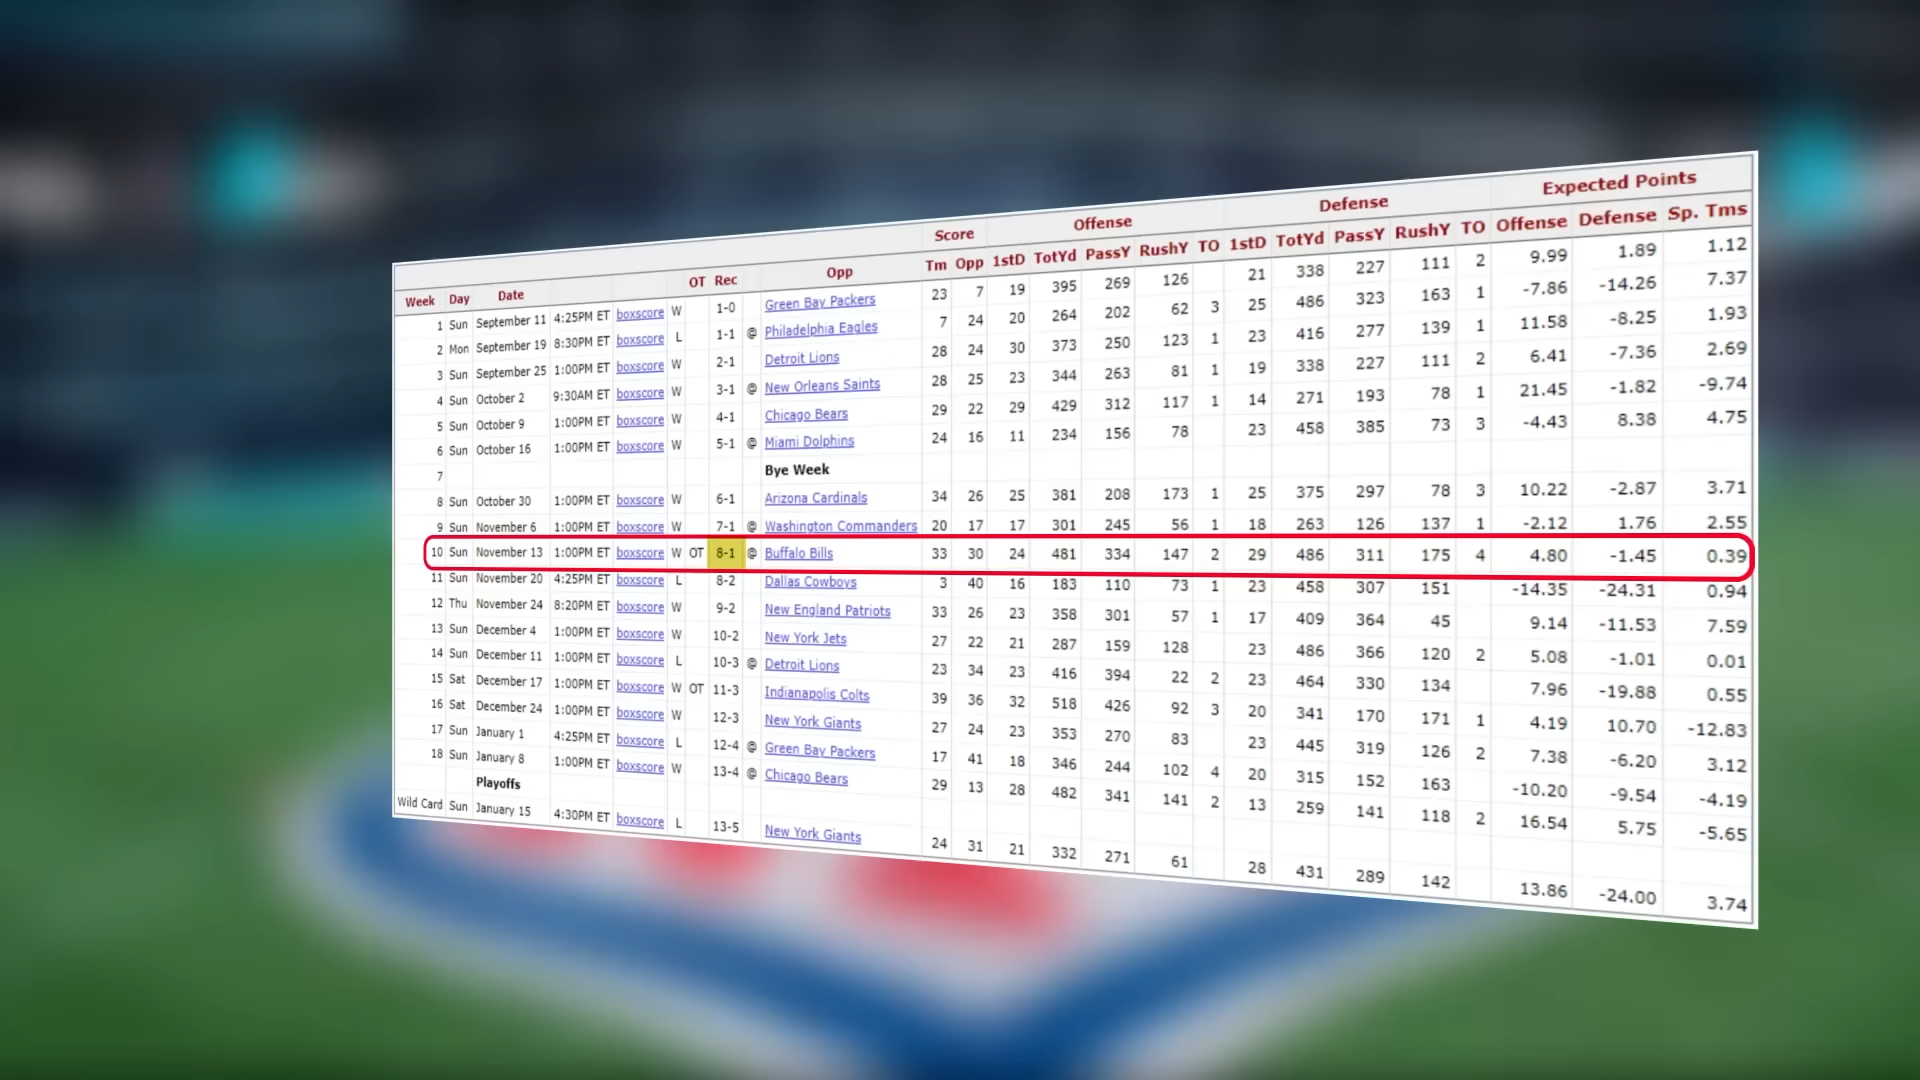 Score Offense Defense Expected Points
Week Day Date OT Rec Opp Tm Opp 1stD TotYd PassY RushY TO 1stD TotYd PassY RushY TO Offense Defense Sp. Tms
1 Sun September 11 4:25PM ET boxscore W 1-0 Green Bay Packers 23 7 19 395 269 126 21 338 227 111 2 9.99 1.89 1.12
2 Mon September 19 8:30PM ET boxscore L 1-1 @ Philadelphia Eagles 7 24 20 264 202 62 3 25 486 323 163 1 -7.86 -14.26 7.37
3 Sun September 25 1:00PM ET boxscore W 2-1 Detroit Lions 28 24 30 373 250 123 1 23 416 277 139 1 11.58 -8.25 1.93
4 Sun October 2 9:30AM ET boxscore W 3-1 @ New Orleans Saints 28 25 23 344 263 81 1 19 338 227 111 2 6.41 -7.36 2.69
5 Sun October 9 1:00PM ET boxscore W 4-1 Chicago Bears 29 22 29 429 312 117 1 14 271 193 78 1 21.45 -1.82 -9.74
6 Sun October 16 1:00PM ET boxscore W 5-1 @ Miami Dolphins 24 16 11 234 156 78 23 458 385 73 3 -4.43 8.38 4.75
7 Bye Week
8 Sun October 30 1:00PM ET boxscore W 6-1 Arizona Cardinals 34 26 25 381 208 173 1 25 375 297 78 3 10.22 -2.87 3.71
9 Sun November 6 1:00PM ET boxscore W 7-1 @ Washington Commanders 20 17 17 301 245 56 1 18 263 126 137 1 -2.12 1.76 2.55
10 Sun November 13 1:00PM ET boxscore W OT 8-1 @ Buffalo Bills 33 30 24 481 334 147 2 29 486 311 175 4 4.80 -1.45 0.39
11 Sun November 20 4:25PM ET boxscore L 8-2 Dallas Cowboys 3 40 16 183 110 73 1 23 458 307 151 -14.35 -24.31 0.94
12 Thu November 24 8:20PM ET boxscore W 9-2 New England Patriots 33 26 23 358 301 57 1 17 409 364 45 9.14 -11.53 7.59
13 Sun December 4 1:00PM ET boxscore W 10-2 New York Jets 27 22 21 287 159 128 23 486 366 120 2 5.08 -1.01 0.01
14 Sun December 11 1:00PM ET boxscore L 10-3 @ Detroit Lions 23 34 23 416 394 22 2 23 464 330 134 7.96 -19.88 0.55
15 Sat December 17 1:00PM ET boxscore W OT 11-3 Indianapolis Colts 39 36 32 518 426 92 3 20 341 170 171 1 4.19 10.70 -12.83
16 Sat December 24 1:00PM ET boxscore W 12-3 New York Giants 27 24 23 353 270 83 23 445 319 126 2 7.38 -6.20 3.12
17 Sun January 1 4:25PM ET boxscore L 12-4 @ Green Bay Packers 17 41 18 346 244 102 4 20 315 152 163 -10.20 -9.54 -4.19
18 Sun January 8 1:00PM ET boxscore W 13-4 @ Chicago Bears 29 13 28 482 341 141 2 13 259 141 118 2 16.54 5.75 -5.65
Playoffs
Wild Card Sun January 15 4:30PM ET boxscore L 13-5 New York Giants 24 31 21 332 271 61 28 431 289 142 13.86 -24.00 3.74